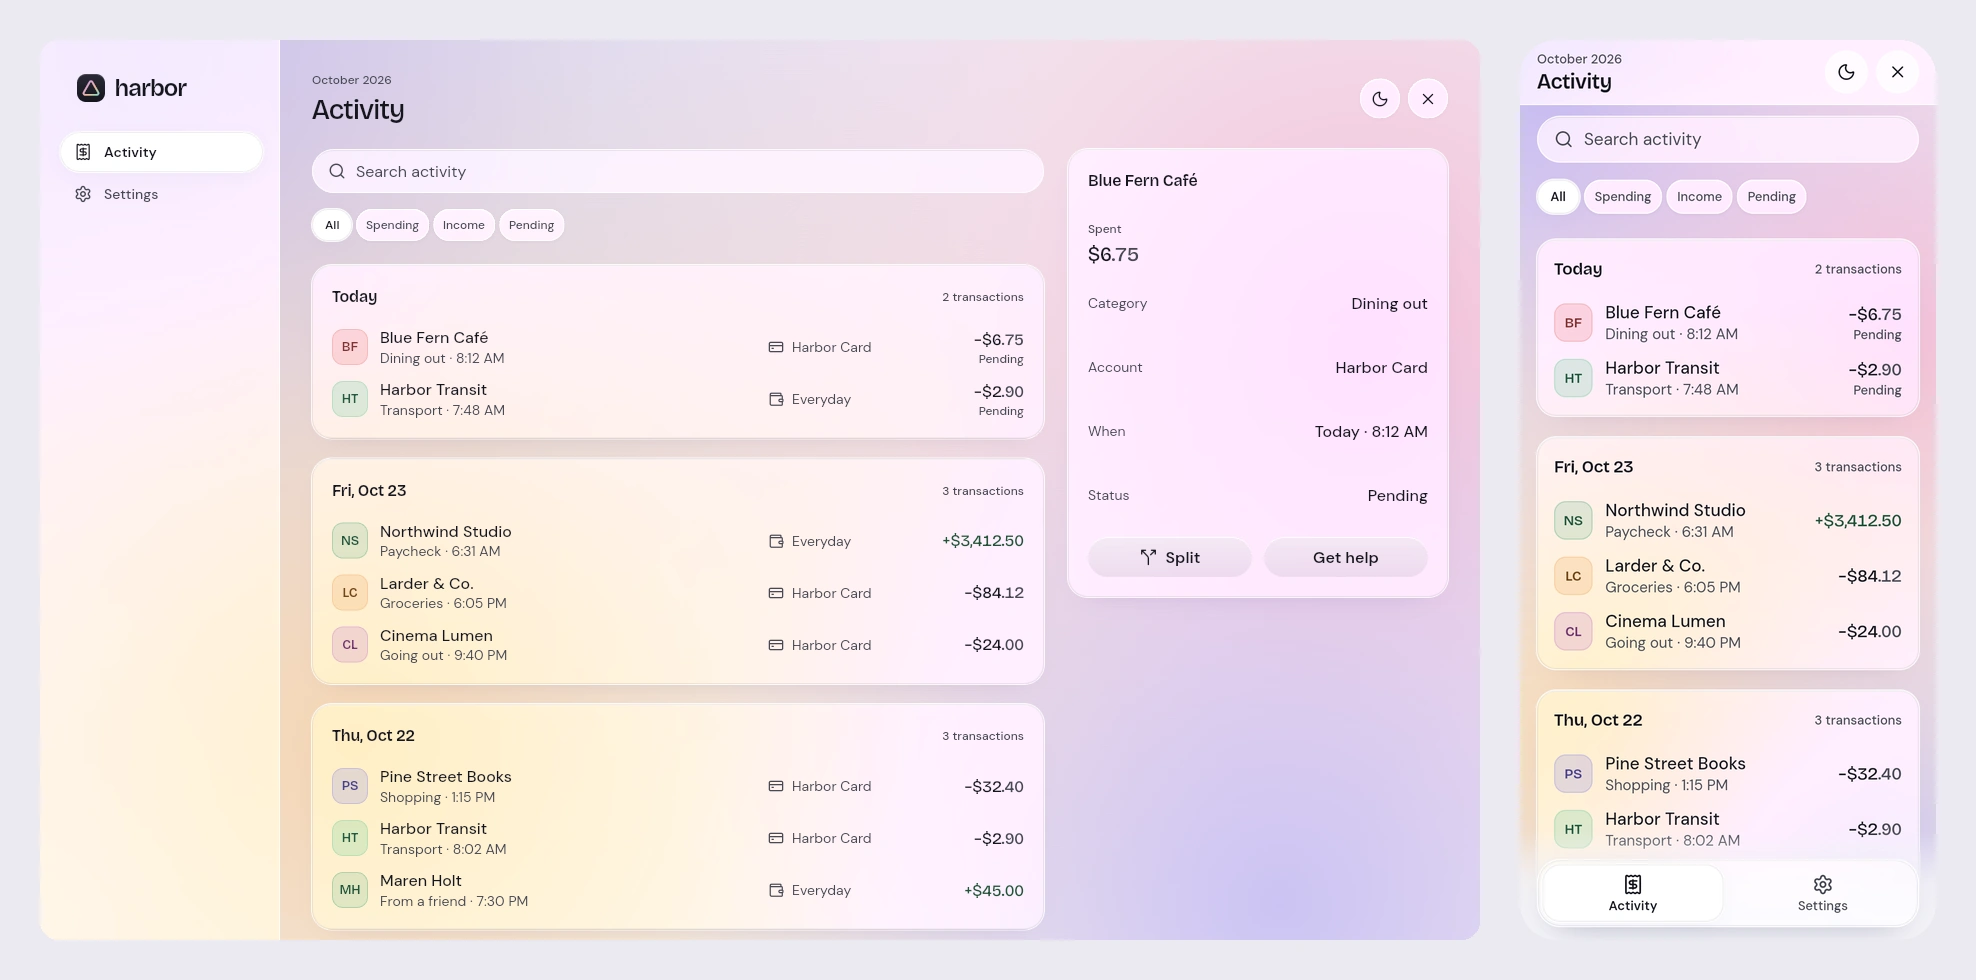 harbor
Activity
Settings
October 2026
Activity
Search activity
All
Spending
Income
Pending
Today
2 transactions
BF
Blue Fern Café
Dining out · 8:12 AM
Harbor Card
-$6.75
Pending
HT
Harbor Transit
Transport · 7:48 AM
Everyday
-$2.90
Pending
Fri, Oct 23
3 transactions
NS
Northwind Studio
Paycheck · 6:31 AM
Everyday
+$3,412.50
LC
Larder & Co.
Groceries · 6:05 PM
Harbor Card
-$84.12
CL
Cinema Lumen
Going out · 9:40 PM
Harbor Card
-$24.00
Thu, Oct 22
3 transactions
PS
Pine Street Books
Shopping · 1:15 PM
Harbor Card
-$32.40
HT
Harbor Transit
Transport · 8:02 AM
Harbor Card
-$2.90
MH
Maren Holt
From a friend · 7:30 PM
Everyday
+$45.00
Blue Fern Café
Spent
$6.75
Category
Dining out
Account
Harbor Card
When
Today · 8:12 AM
Status
Pending
Split
Get help
October 2026
Activity
Search activity
All
Spending
Income
Pending
Today
2 transactions
BF
Blue Fern Café
Dining out · 8:12 AM
-$6.75
Pending
HT
Harbor Transit
Transport · 7:48 AM
-$2.90
Pending
Fri, Oct 23
3 transactions
NS
Northwind Studio
Paycheck · 6:31 AM
+$3,412.50
LC
Larder & Co.
Groceries · 6:05 PM
-$84.12
CL
Cinema Lumen
Going out · 9:40 PM
-$24.00
Thu, Oct 22
3 transactions
PS
Pine Street Books
Shopping · 1:15 PM
-$32.40
HT
Harbor Transit
Transport · 8:02 AM
-$2.90
Activity
Settings